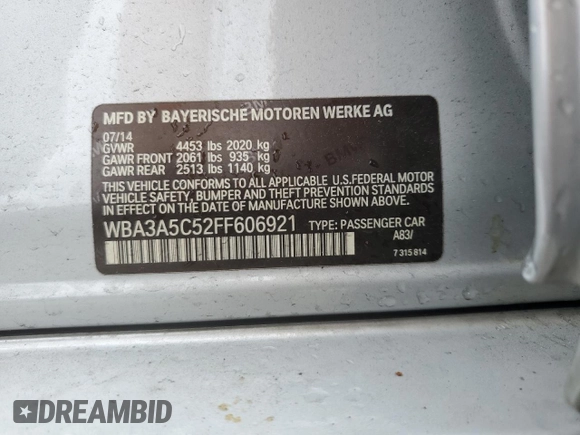 MFD BY BAYERISCHE MOTOREN WERKE AG
07/14
GVWR 4453 lbs 2020 kg
GAWR FRONT 2061 lbs 935 kg
GAWR REAR 2513 lbs 1140 kg
THIS VEHICLE CONFORMS TO ALL APPLICABLE U.S.FEDERAL MOTOR
VEHICLE SAFETY, BUMPER AND THEFT PREVENTION STANDARDS
IN EFFECT ON THE DATE OF MANUFACTURE SHOWN ABOVE.
WBA3A5C52FF606921 TYPE: PASSENGER CAR
A83/
7 315 814
DREAMBID